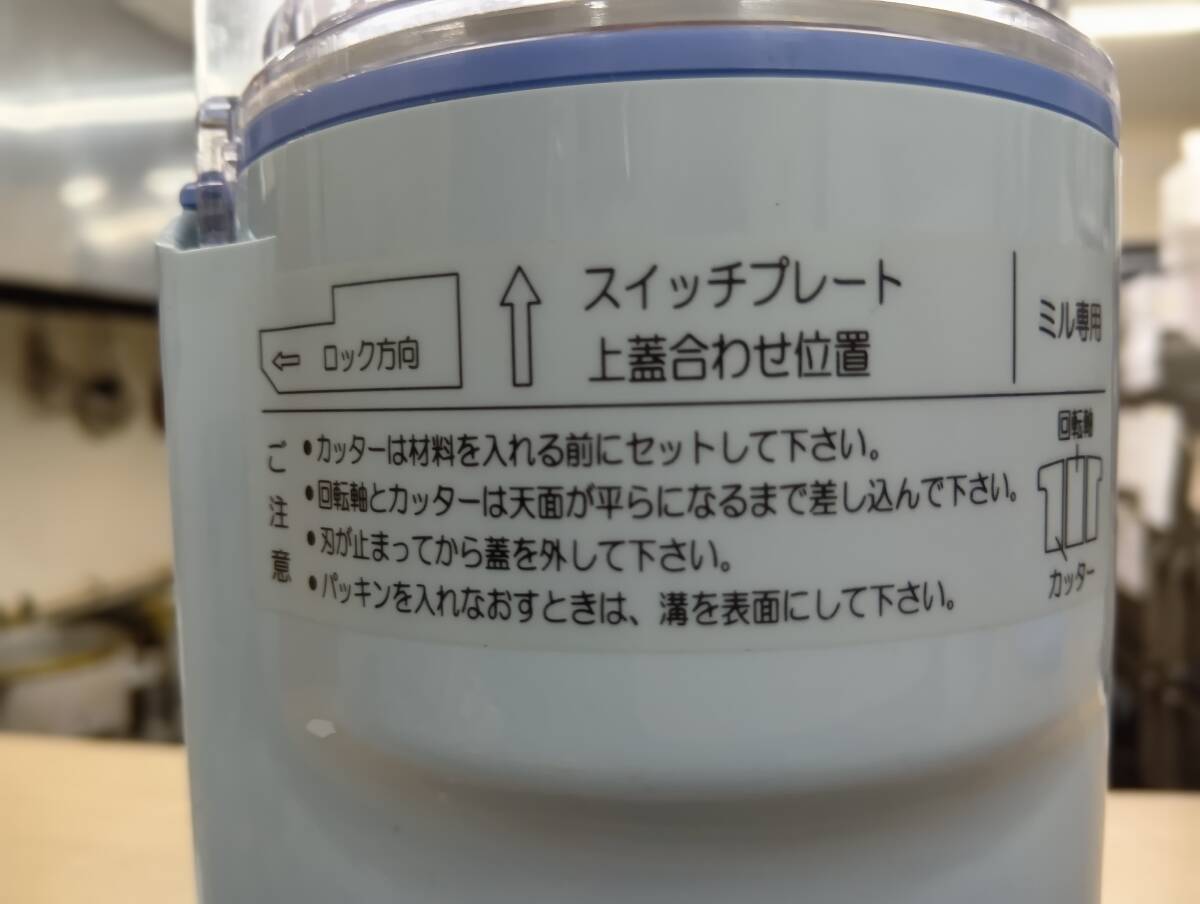 ⇦ ロック方向
スイッチプレート
上蓋合わせ位置
ミル専用
ご注意
•カッターは材料を入れる前にセットして下さい。
•回転軸とカッターは天面が平らになるまで差し込んで下さい。
•刃が止まってから蓋を外して下さい。
•パッキンを入れなおすときは、溝を表面にして下さい。
回転軸
カッター